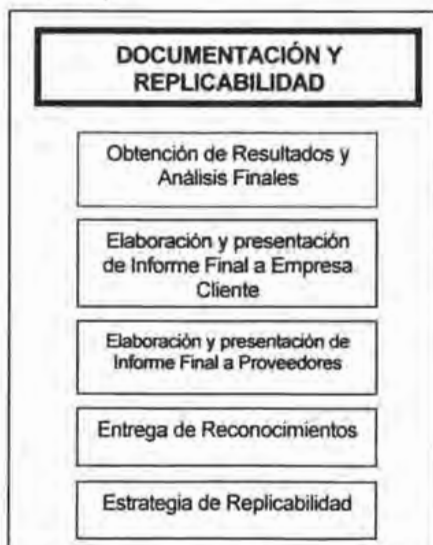 DOCUMENTACIÓN Y
REPLICABILIDAD
Obtención de Resultados y
Análisis Finales
Elaboración y presentación
de Informe Final a Empresa
Cliente
Elaboración y presentación de
Informe Final a Proveedores
Entrega de Reconocimientos
Estrategia de Replicabilidad